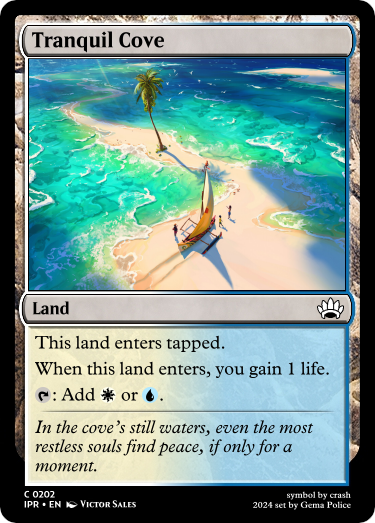 Tranquil Cove
Land
This land enters tapped.
When this land enters, you gain 1 life.
: Add or .
In the cove's still waters, even the most
restless souls find peace, if only for a
moment.
C 0202
IPR • EN VICTOR SALES
symbol by crash
2024 set by Gema Police